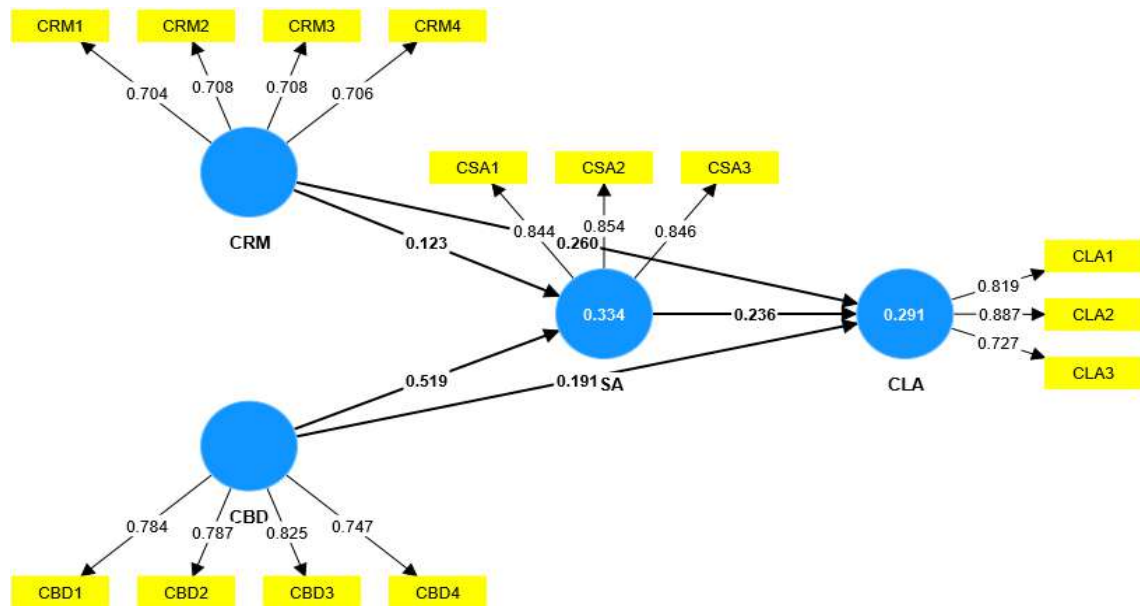 CRM1 CRM2 CRM3 CRM4
0.704 0.708 0.708 0.706
CSA1 CSA2 CSA3
0.844 0.854 0.846
CRM
0.123
0.260
CLA1
0.819
0.334
0.236
0.291
0.887
CLA2
0.727
CLA3
0.519
0.191
SA
CLA
CBD
0.784 0.787 0.825 0.747
CBD1 CBD2 CBD3 CBD4